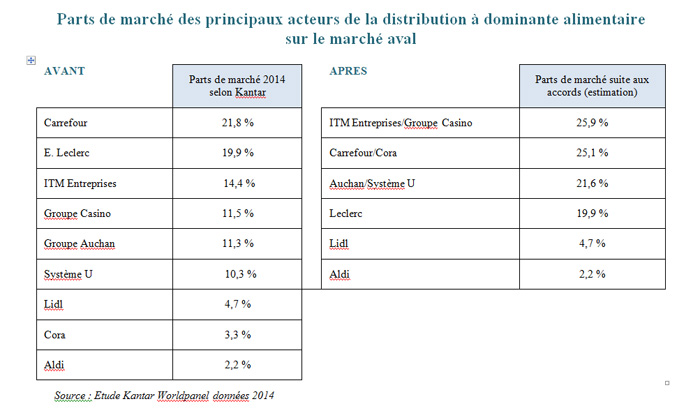 Parts de marché des principaux acteurs de la distribution à dominante alimentaire
sur le marché aval
AVANT
Parts de marché 2014
selon Kantar
Carrefour 21,8 %
E. Leclerc 19,9 %
ITM Entreprises 14,4 %
Groupe Casino 11,5 %
Groupe Auchan 11,3 %
Système U 10,3 %
Lidl 4,7 %
Cora 3,3 %
Aldi 2,2 %
APRES
Parts de marché suite aux
accords (estimation)
ITM Entreprises/Groupe Casino 25,9 %
Carrefour/Cora 25,1 %
Auchan/Système U 21,6 %
Leclerc 19,9 %
Lidl 4,7 %
Aldi 2,2 %
Source : Etude Kantar Worldpanel données 2014